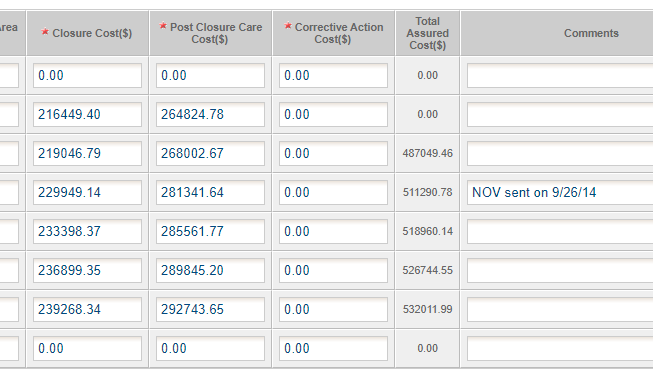 rea
* Closure Cost($)
* Post Closure Care
Cost($)
* Corrective Action
Cost($)
Total
Assured
Cost($)
Comments
0.00 0.00 0.00 0.00
216449.40 264824.78 0.00 0.00
219046.79 268002.67 0.00 487049.46
229949.14 281341.64 0.00 511290.78 NOV sent on 9/26/14
233398.37 285561.77 0.00 518960.14
236899.35 289845.20 0.00 526744.55
239268.34 292743.65 0.00 532011.99
0.00 0.00 0.00 0.00